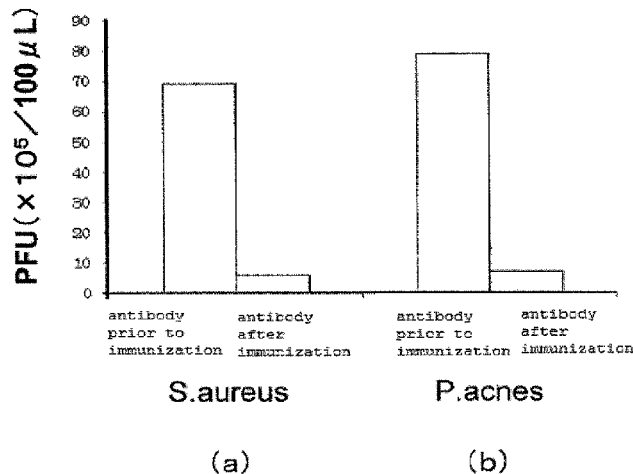 PFU(×10⁵/100μL)
90
80
70
60
50
40
30
20
10
0
antibody prior to immunization
antibody after immunization
antibody prior to immunization
antibody after immunization
S.aureus
P.acnes
(a)
(b)